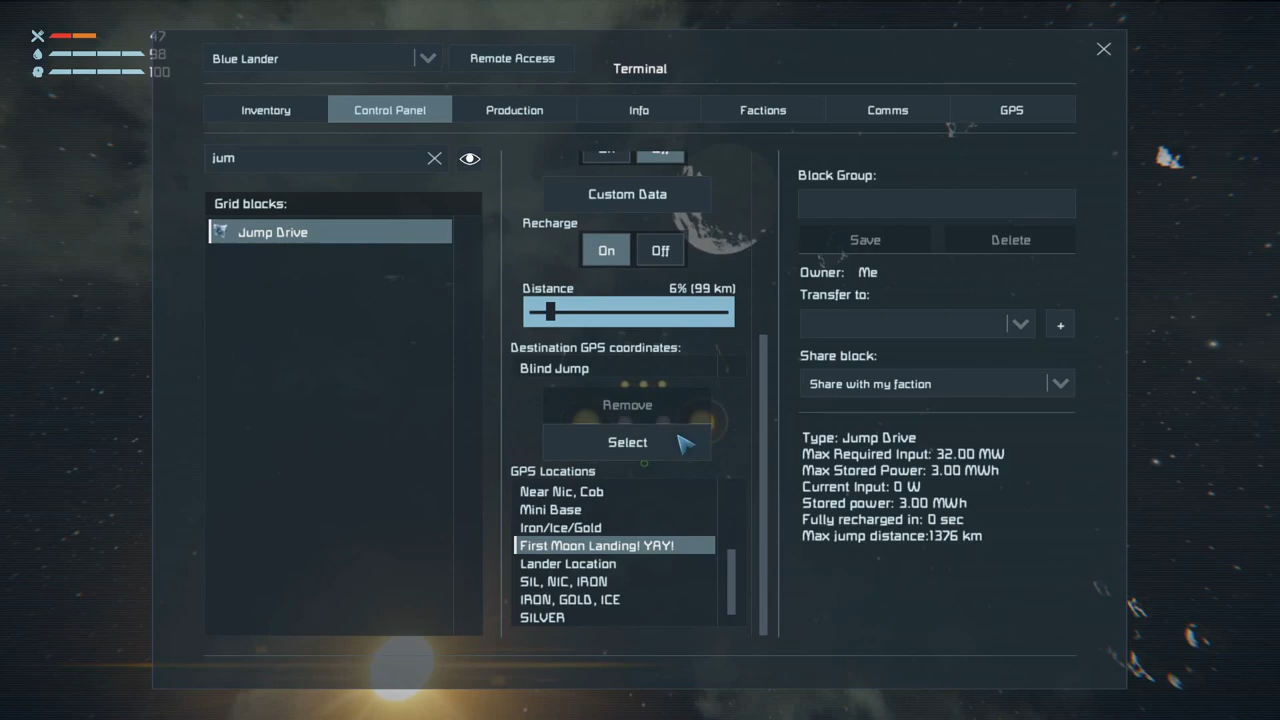 47
98
100
Blue Lander
Remote Access
Terminal
Inventory
Control Panel
Production
Info
Factions
Comms
GPS
jum
Grid blocks:
Jump Drive
Custom Data
Recharge
On
Off
Distance
6% (99 km)
Destination GPS coordinates:
Blind Jump
Remove
Select
GPS Locations
Near Nic, Cob
Mini Base
Iron/Ice/Gold
First Moon Landing! YAY!
Lander Location
SIL, NIC, IRON
IRON, GOLD, ICE
SILVER
Block Group:
Save
Delete
Owner: Me
Transfer to:
+
Share block:
Share with my faction
Type: Jump Drive
Max Required Input: 32.00 MW
Max Stored Power: 3.00 MWh
Current Input: 0 W
Stored power: 3.00 MWh
Fully recharged in: 0 sec
Max jump distance:1376 km